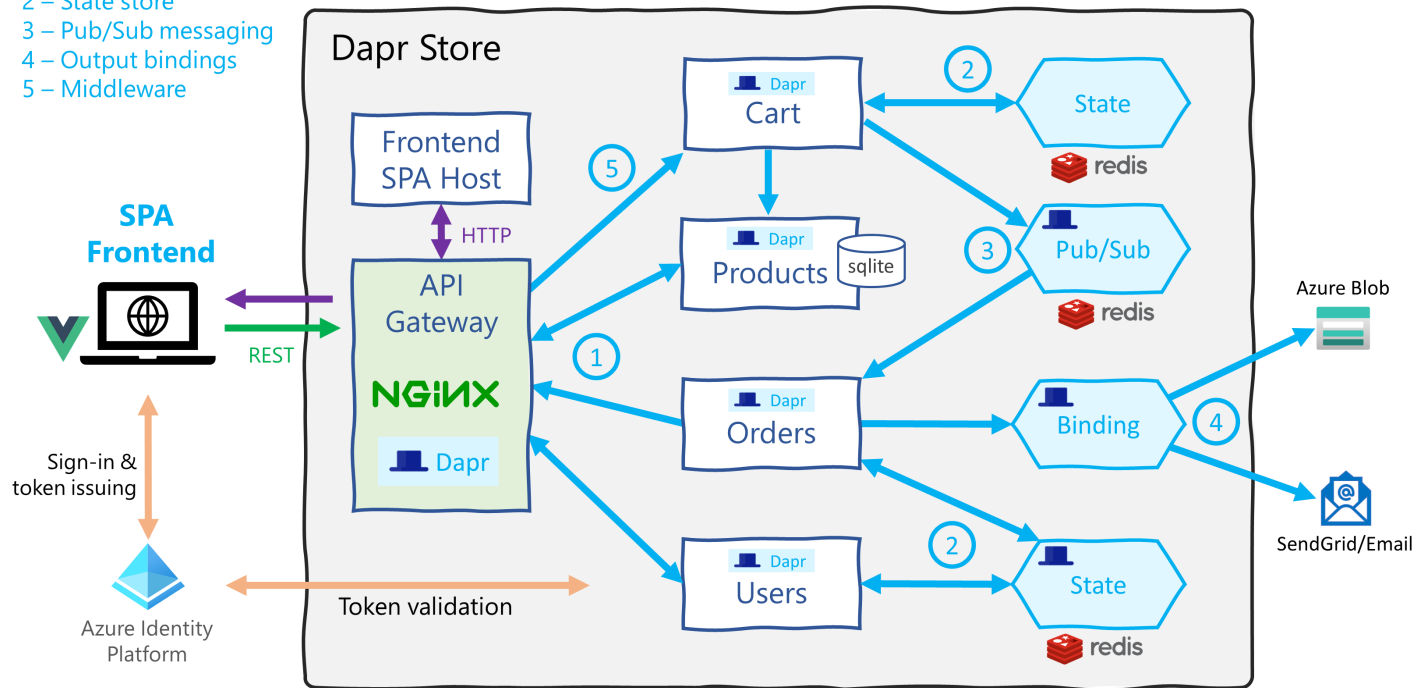 2 – State store
3 – Pub/Sub messaging
4 – Output bindings
5 – Middleware
Dapr Store
Frontend
SPA Host
HTTP
SPA
Frontend
REST
API
Gateway
NGINX
Dapr
Sign-in &
token issuing
Azure Identity
Platform
Token validation
5
1
Dapr
Cart
Dapr
Products
sqlite
Dapr
Orders
Dapr
Users
2
State
redis
3
Pub/Sub
redis
Binding
4
2
State
redis
Azure Blob
@
SendGrid/Email